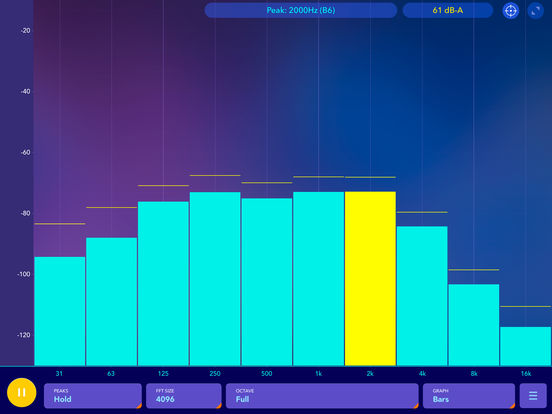 Peak: 2000Hz (B6) 61 dB-A
-20
-40
-60
-80
-100
-120
31 63 125 250 500 1k 2k 4k 8k 16k
PEAKS FFT SIZE OCTAVE GRAPH
Hold 4096 Full Bars